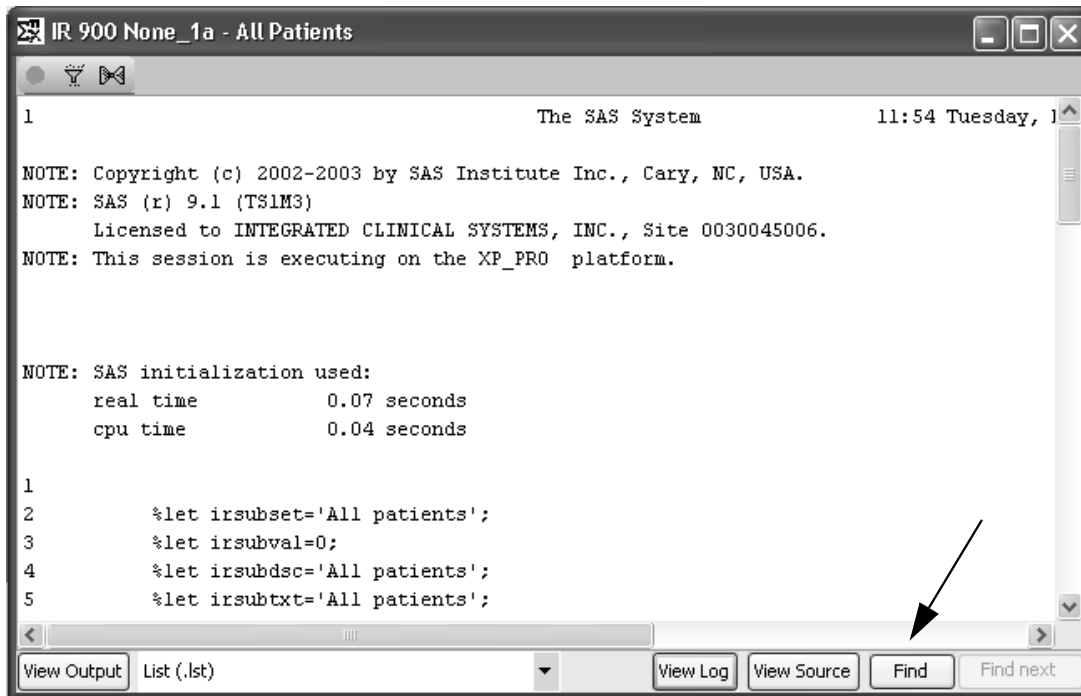 IR 900 None_1a - All Patients
1 The SAS System 11:54 Tuesday,
NOTE: Copyright (c) 2002-2003 by SAS Institute Inc., Cary, NC, USA.
NOTE: SAS (r) 9.1 (TS1M3)
Licensed to INTEGRATED CLINICAL SYSTEMS, INC., Site 0030045006.
NOTE: This session is executing on the XP_PRO platform.
NOTE: SAS initialization used:
real time 0.07 seconds
cpu time 0.04 seconds
1
2 %let irsubset='All patients';
3 %let irsubval=0;
4 %let irsubdsc='All patients';
5 %let irsubtxt='All patients';
View Output List (.lst) View Log View Source Find Find next